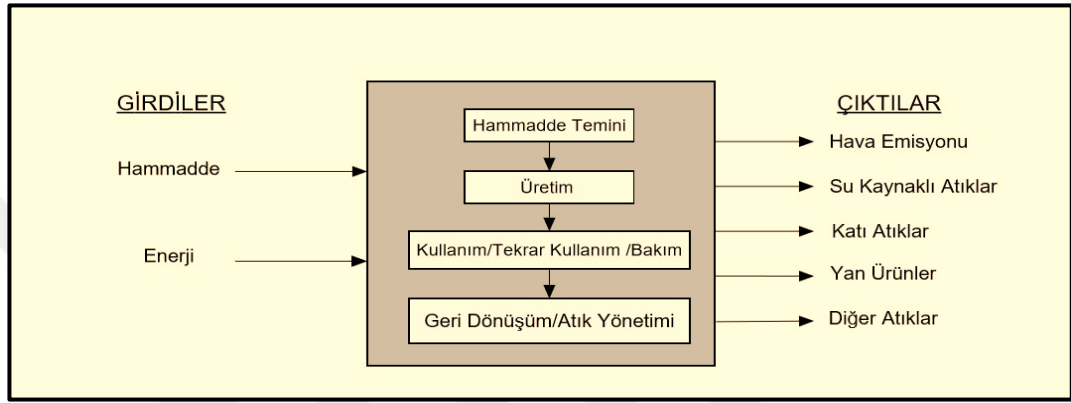 GİRDİLER
Hammadde
Enerji
Hammadde Temini
Üretim
Kullanım/Tekrar Kullanım /Bakım
Geri Dönüşüm/Atık Yönetimi
ÇIKTILAR
Hava Emisyonu
Su Kaynaklı Atıklar
Katı Atıklar
Yan Ürünler
Diğer Atıklar